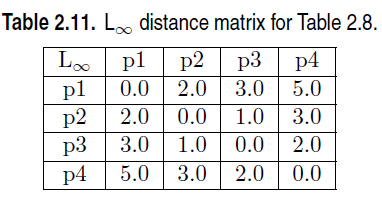 Table 2.11. L∞ distance matrix for Table 2.8.
L∞ p1 p2 p3 p4
p1 0.0 2.0 3.0 5.0
p2 2.0 0.0 1.0 3.0
p3 3.0 1.0 0.0 2.0
p4 5.0 3.0 2.0 0.0